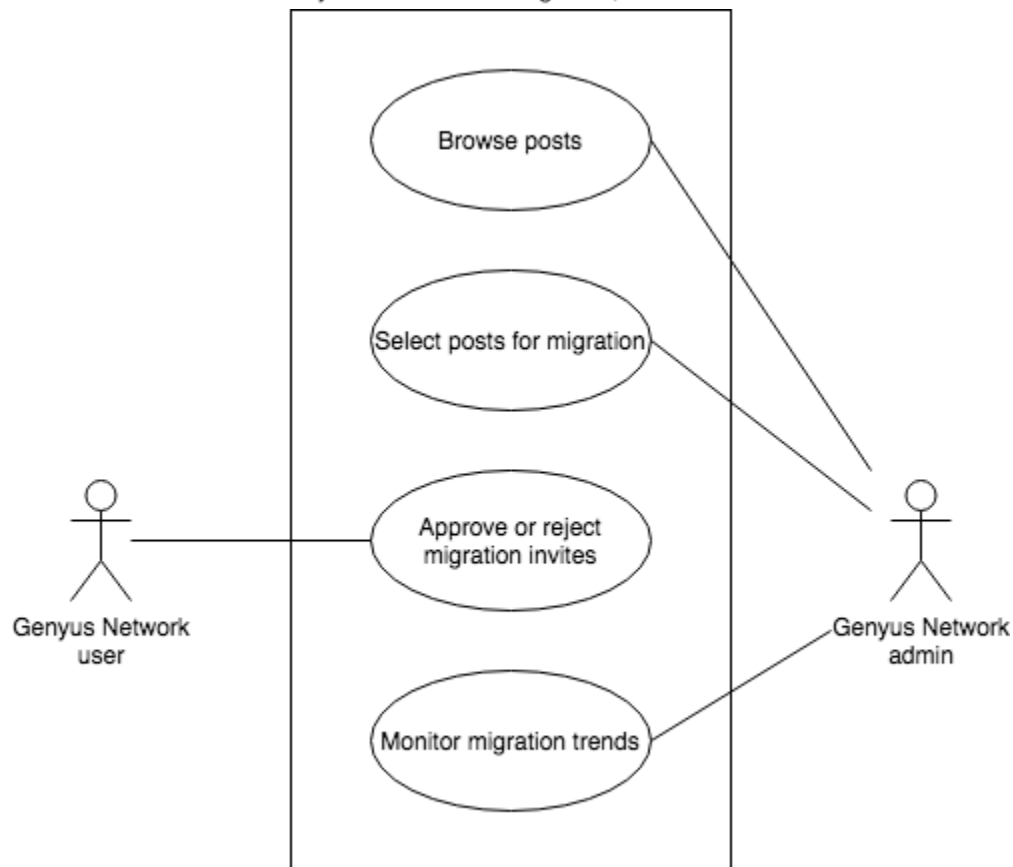 Browse posts
Select posts for migration
Approve or reject
migration invites
Genyus Network
user
Genyus Network
admin
Monitor migration trends